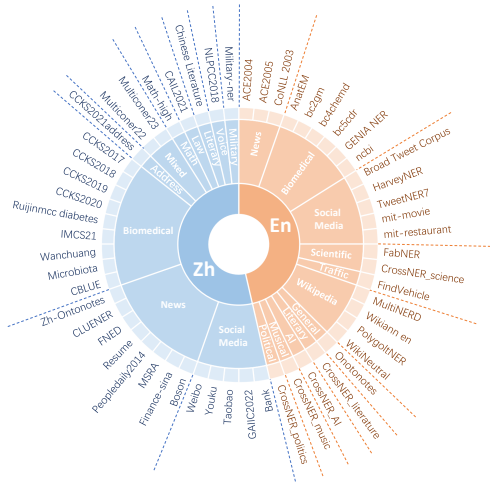 En
Zh
News
Biomedical
Social
Media
Scientific
Traffic
Wikipedia
General
Literary
AI
Musical
Political
Social
Media
News
Biomedical
Address
Mixed
Math
Law
Literary
Voice
Military
ACE2004
ACE2005
CoNLL 2003
AnatEM
bc2gm
bc4chemd
bc5cdr
GENIA NER
ncbi
Broad Tweet Corpus
HarveyNER
TweetNER7
mit-movie
mit-restaurant
FabNER
CrossNER_science
FindVehicle
MultiNERD
Wikiann en
PolyglotNER
WikiNeutral
Onotonotes
CrossNER_literature
CrossNER_AI
CrossNER_music
CrossNER_politics
Bank
GAIIC2022
Taobao
Youku
Weibo
Boson
Finance-sina
MSRA
Peopledaily2014
Resume
FNED
CLUENER
Zh-Ontonotes
CBLUE
Microbiota
Wanchuang
IMCS21
Ruijinmcc diabetes
CCKS2020
CCKS2019
CCKS2018
CCKS2017
CCKS2021address
Multiconer22
Multiconer23
Math-high
CAIL2021
Chinese Literature
NLPCC2018
Military-ner